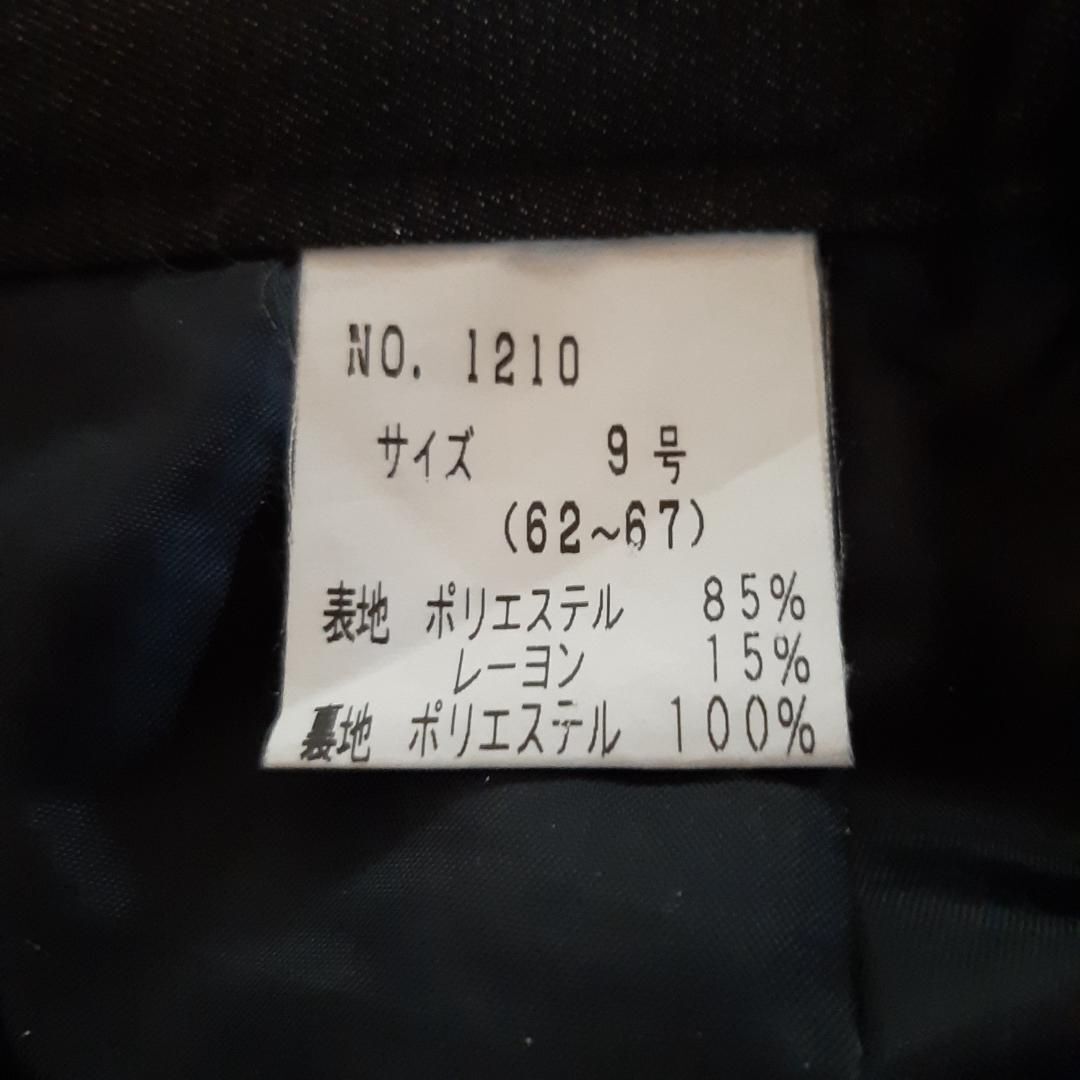 NO. 1210
サイズ 9号
(62~67)
表地 ポリエステル 85%
レーヨン 15%
裏地 ポリエステル 100%